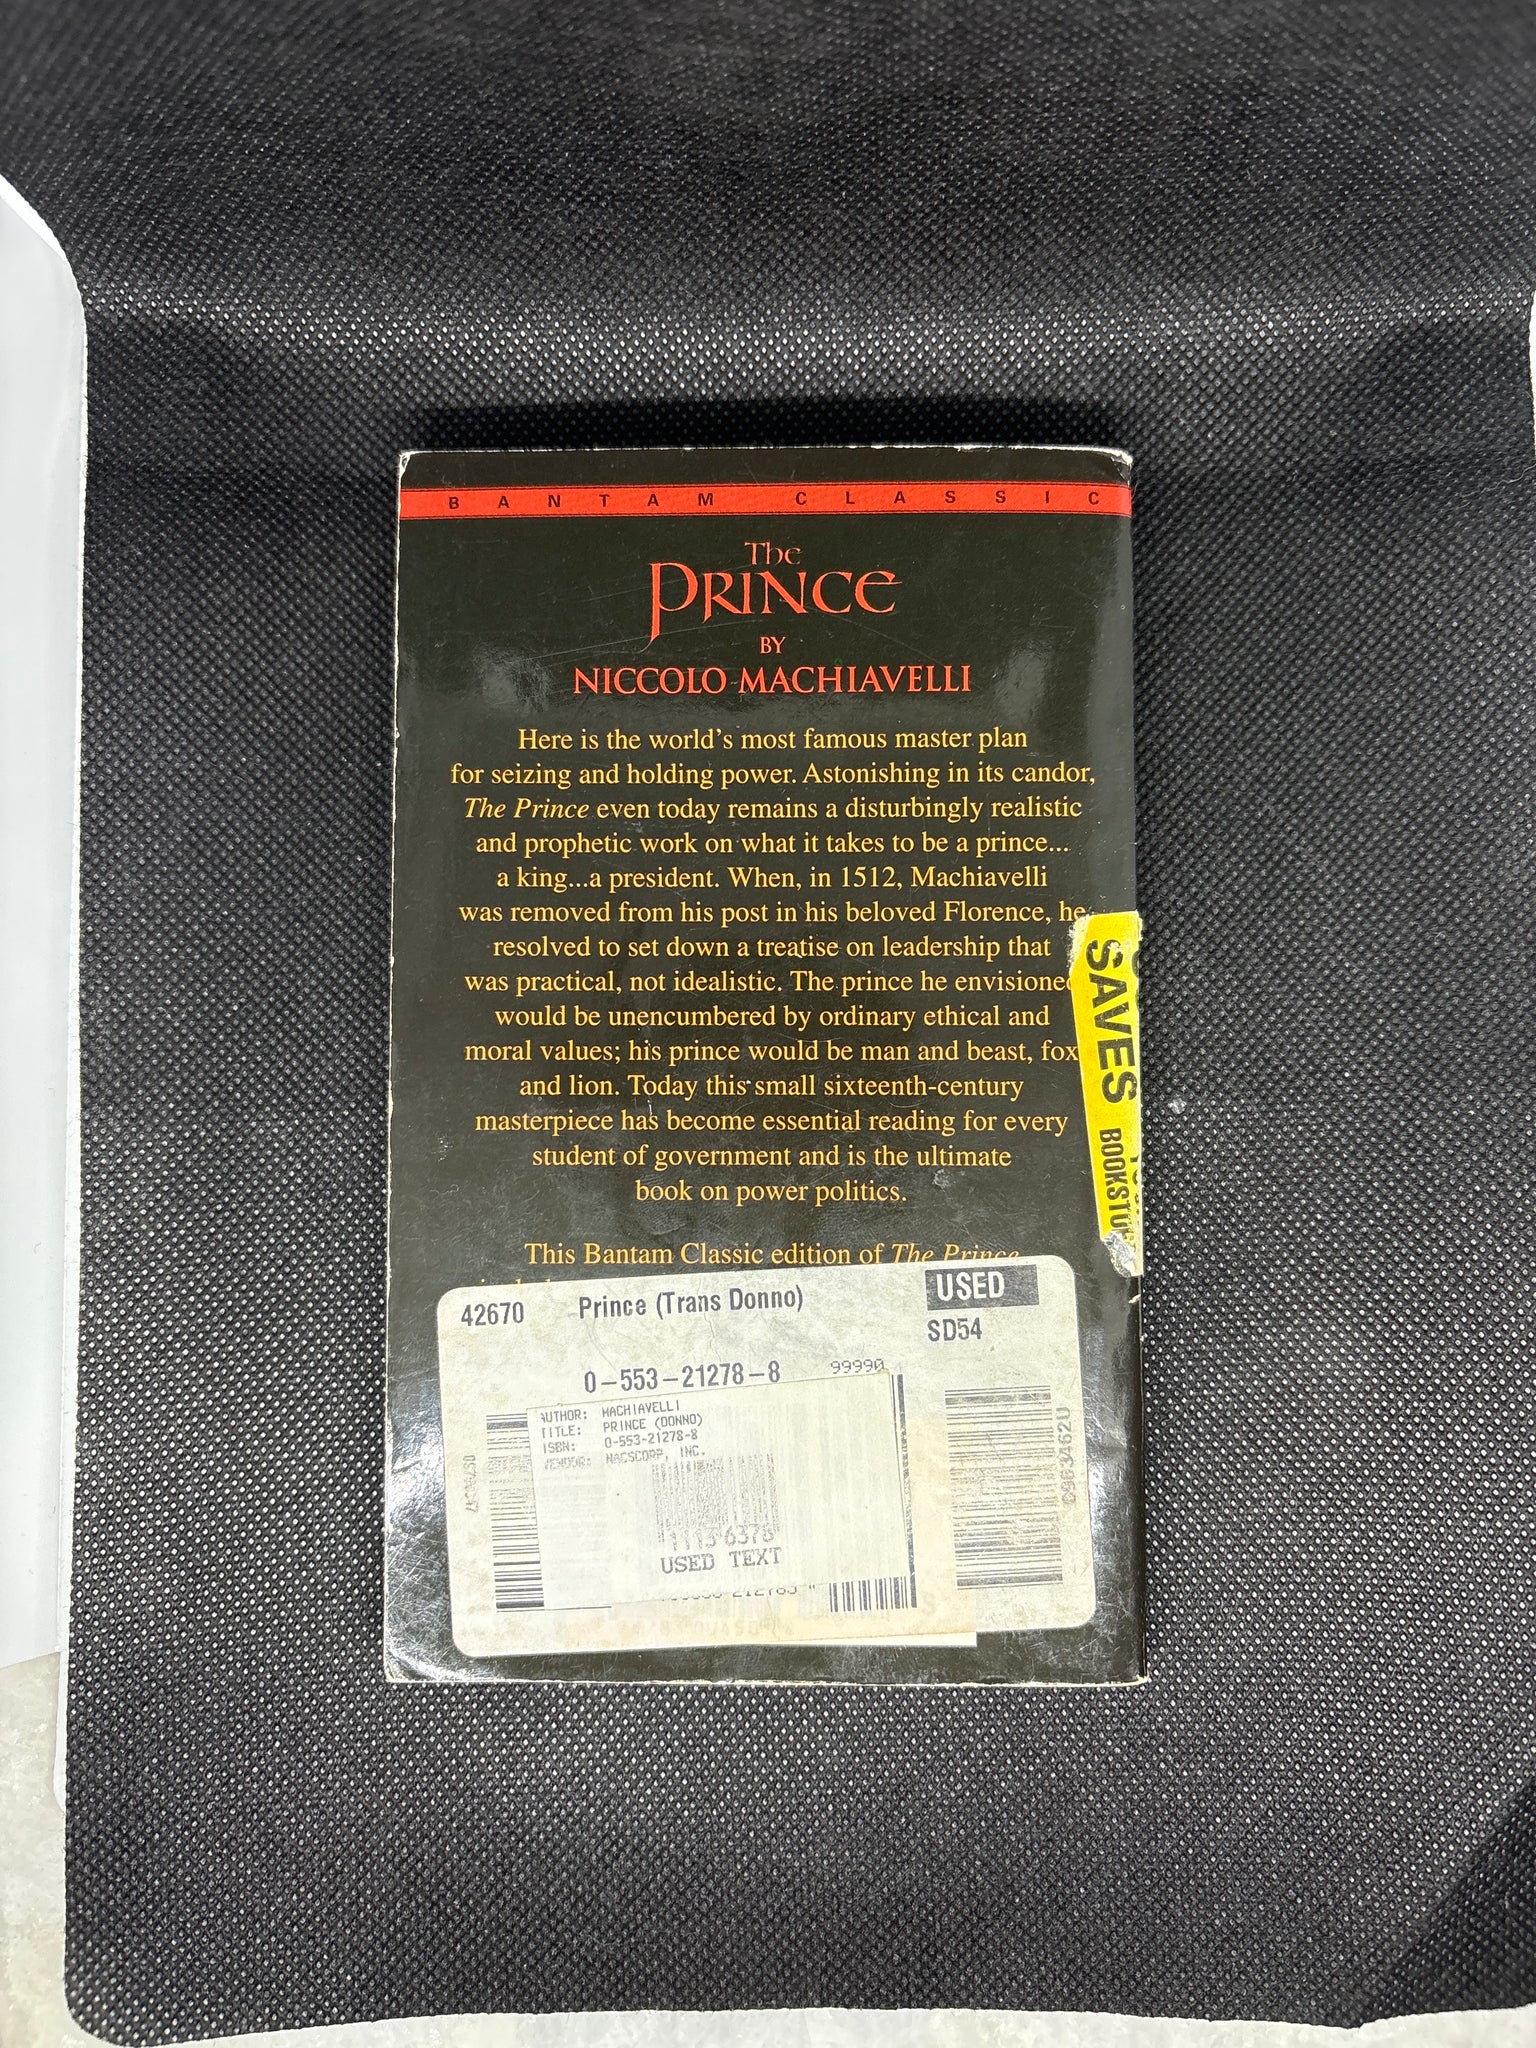 BANTAM CLASSIC
The
PRINCE
BY
NICCOLO MACHIAVELLI
Here is the world's most famous master plan
for seizing and holding power. Astonishing in its candor,
The Prince even today remains a disturbingly realistic
and prophetic work on what it takes to be a prince...
a king...a president. When, in 1512, Machiavelli
was removed from his post in his beloved Florence, he
resolved to set down a treatise on leadership that
was practical, not idealistic. The prince he envisioned
would be unencumbered by ordinary ethical and
moral values; his prince would be man and beast, fox
and lion. Today this small sixteenth-century
masterpiece has become essential reading for every
student of government and is the ultimate
book on power politics.
This Bantam Classic edition of The Prince
SAVES
BOOKSTO
42670 Prince (Trans Donno) USED
SD54
0-553-21278-8 99990
AUTHOR: MACHIAVELLI
TITLE: PRINCE (DONNO)
ISBN: 0-553-21278-8
VENDOR: NACSCORP, INC.
1113 6376
USED TEXT